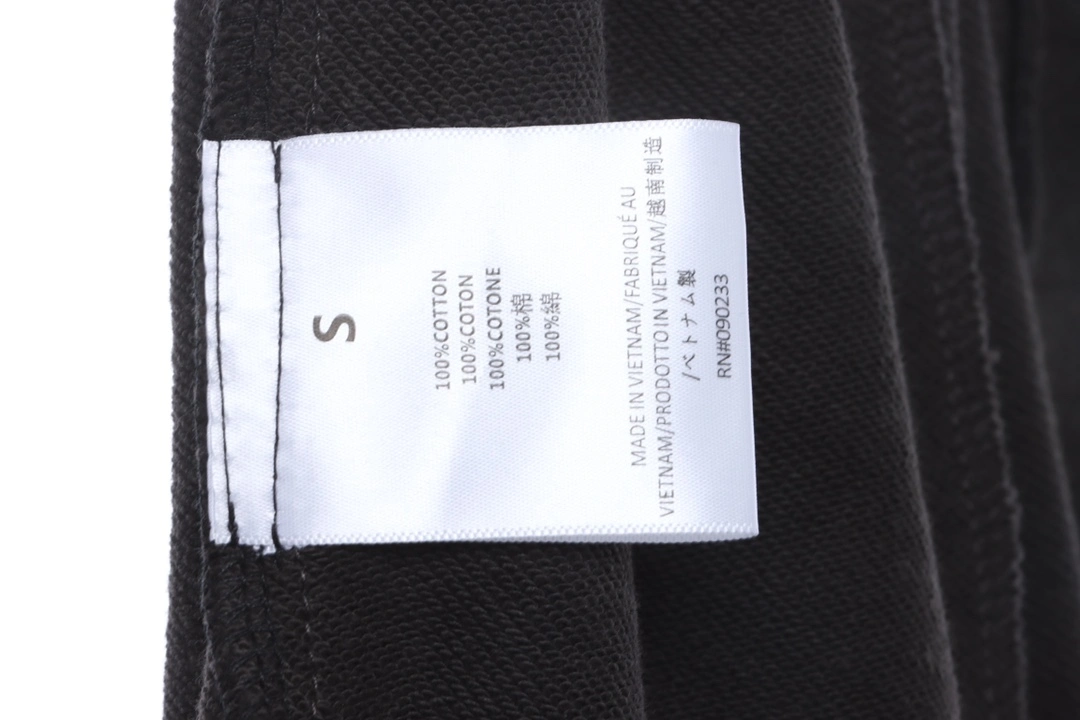 S
100%COTTON
100%COTON
100%COTONE
100%棉
100%綿
MADE IN VIETNAM/FABRIQUÉ AU
VIETNAM/PRODOTTO IN VIETNAM/越南制造
/ベトナム製
RN#090233